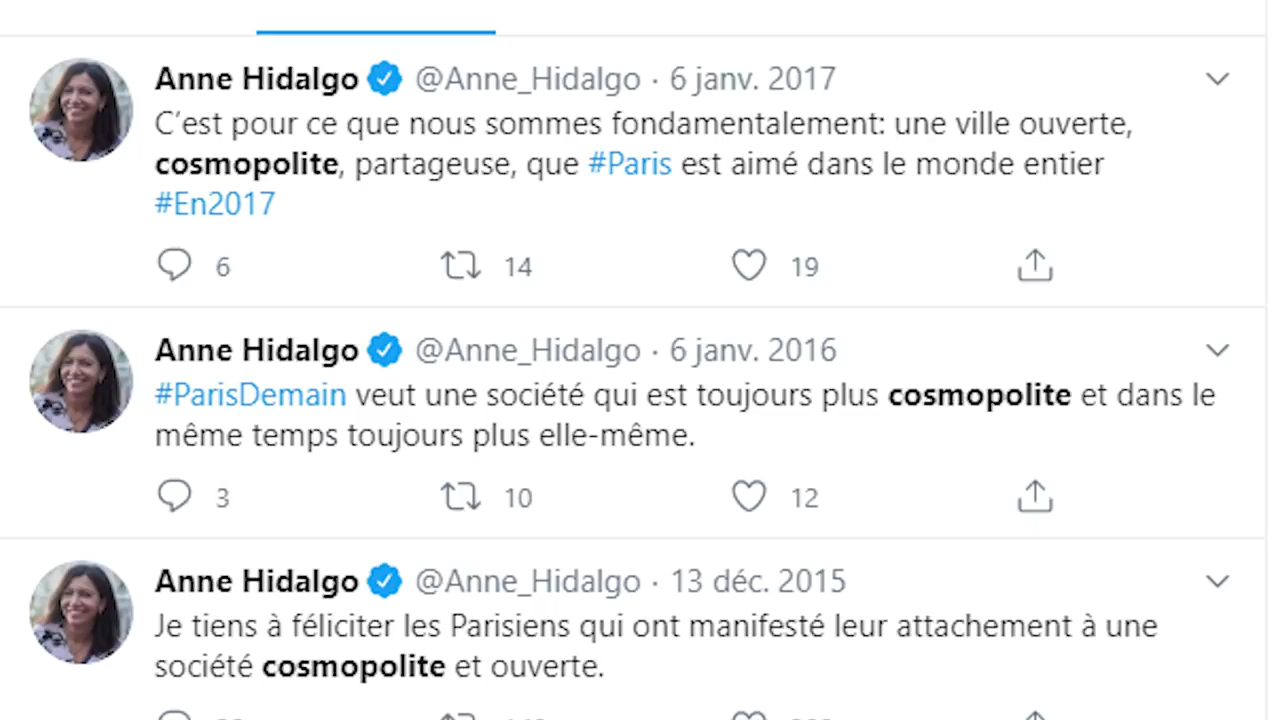 Anne Hidalgo @Anne_Hidalgo · 6 janv. 2017
C’est pour ce que nous sommes fondamentalement: une ville ouverte,
cosmopolite, partageuse, que #Paris est aimé dans le monde entier
#En2017
6 14 19
Anne Hidalgo @Anne_Hidalgo · 6 janv. 2016
#ParisDemain veut une société qui est toujours plus cosmopolite et dans le
même temps toujours plus elle-même.
3 10 12
Anne Hidalgo @Anne_Hidalgo · 13 déc. 2015
Je tiens à féliciter les Parisiens qui ont manifesté leur attachement à une
société cosmopolite et ouverte.